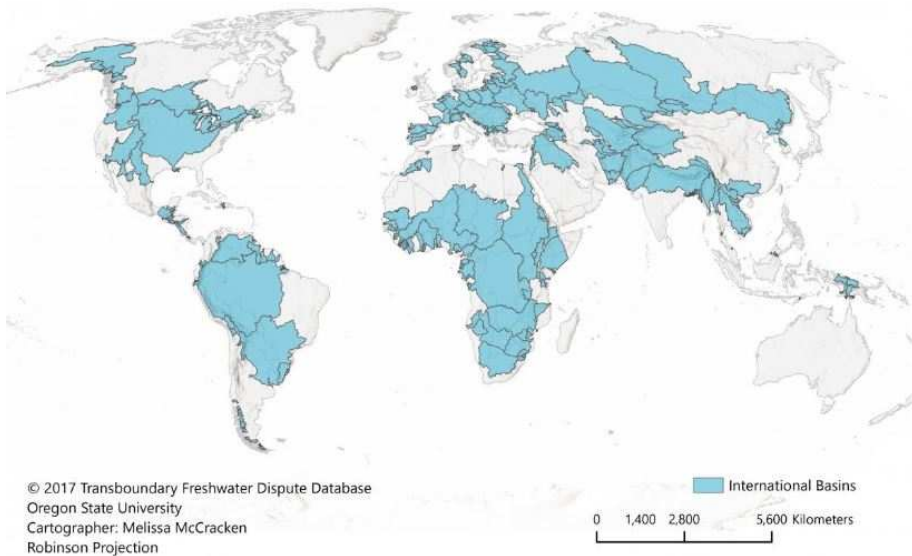 © 2017 Transboundary Freshwater Dispute Database
Oregon State University
Cartographer: Melissa McCracken
Robinson Projection
International Basins
0 1,400 2,800 5,600 Kilometers